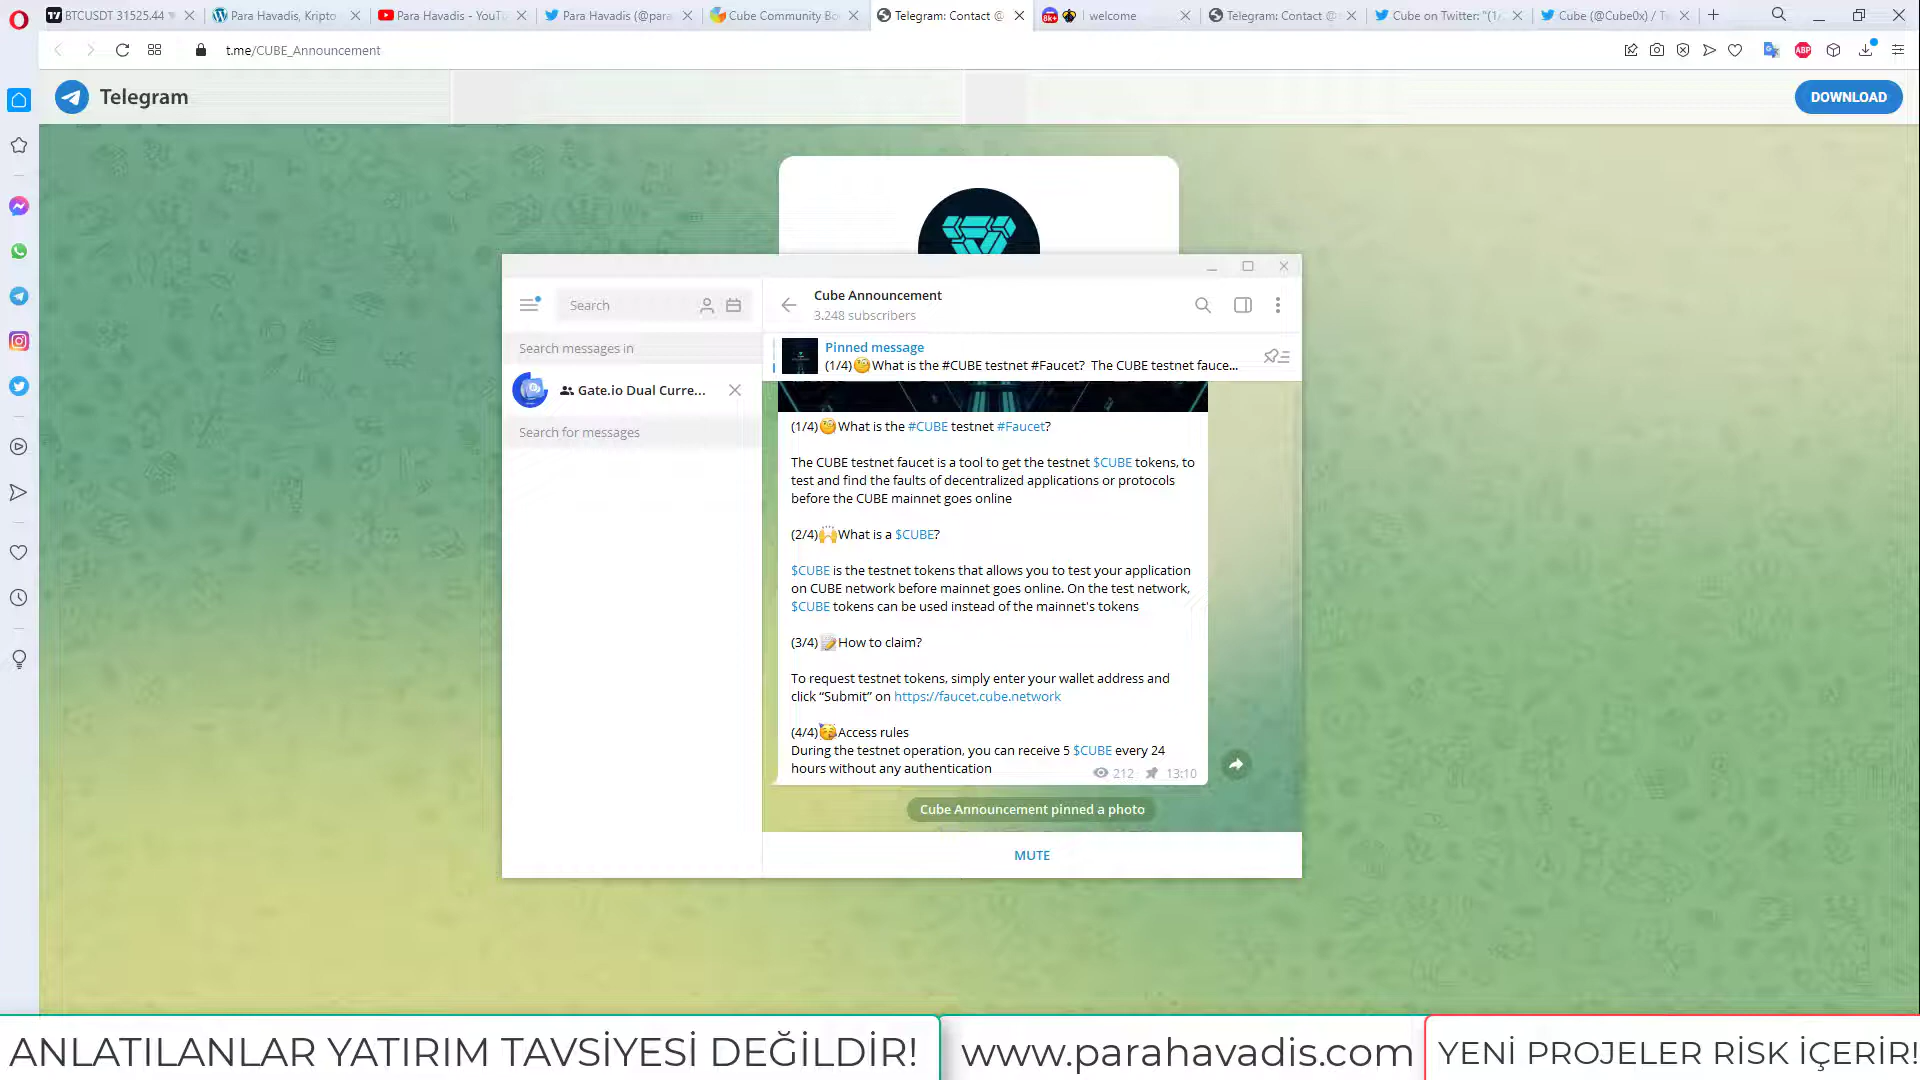 BTCUSDT 31525.44
Para Havadis, Kripto
Para Havadis - YouTu
Para Havadis (@para
Cube Community Bo
Telegram: Contact @
8k+
welcome
Telegram: Contact @
Cube on Twitter: "(1/
Cube (@Cube0x) / T
t.me/CUBE_Announcement
ABP
Telegram
DOWNLOAD
Search
Cube Announcement
3.248 subscribers
Search messages in
Pinned message
(1/4)🧐What is the #CUBE testnet #Faucet? The CUBE testnet fauce...
Gate.io Dual Curre...
Search for messages
(1/4)🧐What is the #CUBE testnet #Faucet?
The CUBE testnet faucet is a tool to get the testnet $CUBE tokens, to
test and find the faults of decentralized applications or protocols
before the CUBE mainnet goes online
(2/4)🙌What is a $CUBE?
$CUBE is the testnet tokens that allows you to test your application
on CUBE network before mainnet goes online. On the test network,
$CUBE tokens can be used instead of the mainnet's tokens
(3/4)📝How to claim?
To request testnet tokens, simply enter your wallet address and
click “Submit” on https://faucet.cube.network
(4/4)🥳Access rules
During the testnet operation, you can receive 5 $CUBE every 24
hours without any authentication
212 13:10
Cube Announcement pinned a photo
MUTE
ANLATILANLAR YATIRIM TAVSİYESİ DEĞİLDİR!
www.parahavadis.com
YENİ PROJELER RİSK İÇERİR!